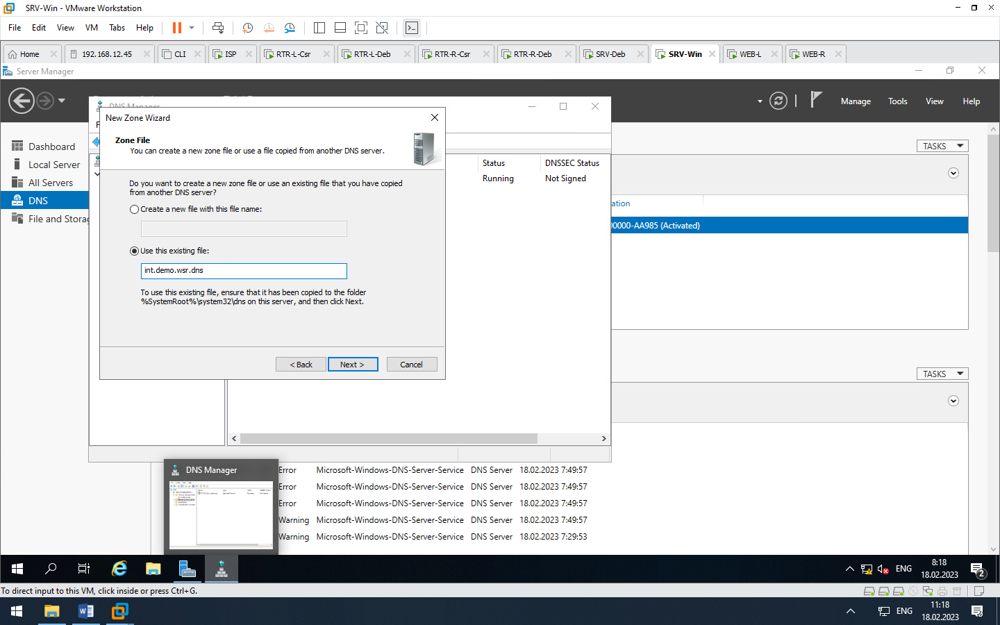 SRV-Win - VMware Workstation
File Edit View VM Tabs Help
Home 192.168.12.45 CLI ISP RTR-L-Csr RTR-L-Deb RTR-R-Csr RTR-R-Deb SRV-Deb SRV-Win WEB-L WEB-R
Server Manager
Manage Tools View Help
DNS Manager
New Zone Wizard
Zone File
You can create a new zone file or use a file copied from another DNS server.
Dashboard
Local Server
All Servers
DNS
File and Storag
TASKS
Status DNSSEC Status
Running Not Signed
Do you want to create a new zone file or use an existing file that you have copied
from another DNS server?
Create a new file with this file name:
Use this existing file:
int.demo.wsr.dns
To use this existing file, ensure that it has been copied to the folder
%SystemRoot%\system32\dns on this server, and then click Next.
< Back Next > Cancel
ation
00000-AA985 (Activated)
TASKS
DNS Manager
Error Microsoft-Windows-DNS-Server-Service DNS Server 18.02.2023 7:49:57
Error Microsoft-Windows-DNS-Server-Service DNS Server 18.02.2023 7:49:57
Error Microsoft-Windows-DNS-Server-Service DNS Server 18.02.2023 7:49:57
Warning Microsoft-Windows-DNS-Server-Service DNS Server 18.02.2023 7:49:57
Warning Microsoft-Windows-DNS-Server-Service DNS Server 18.02.2023 7:29:53
ENG
8:18
18.02.2023
2
To direct input to this VM, click inside or press Ctrl+G.
ENG
11:18
18.02.2023